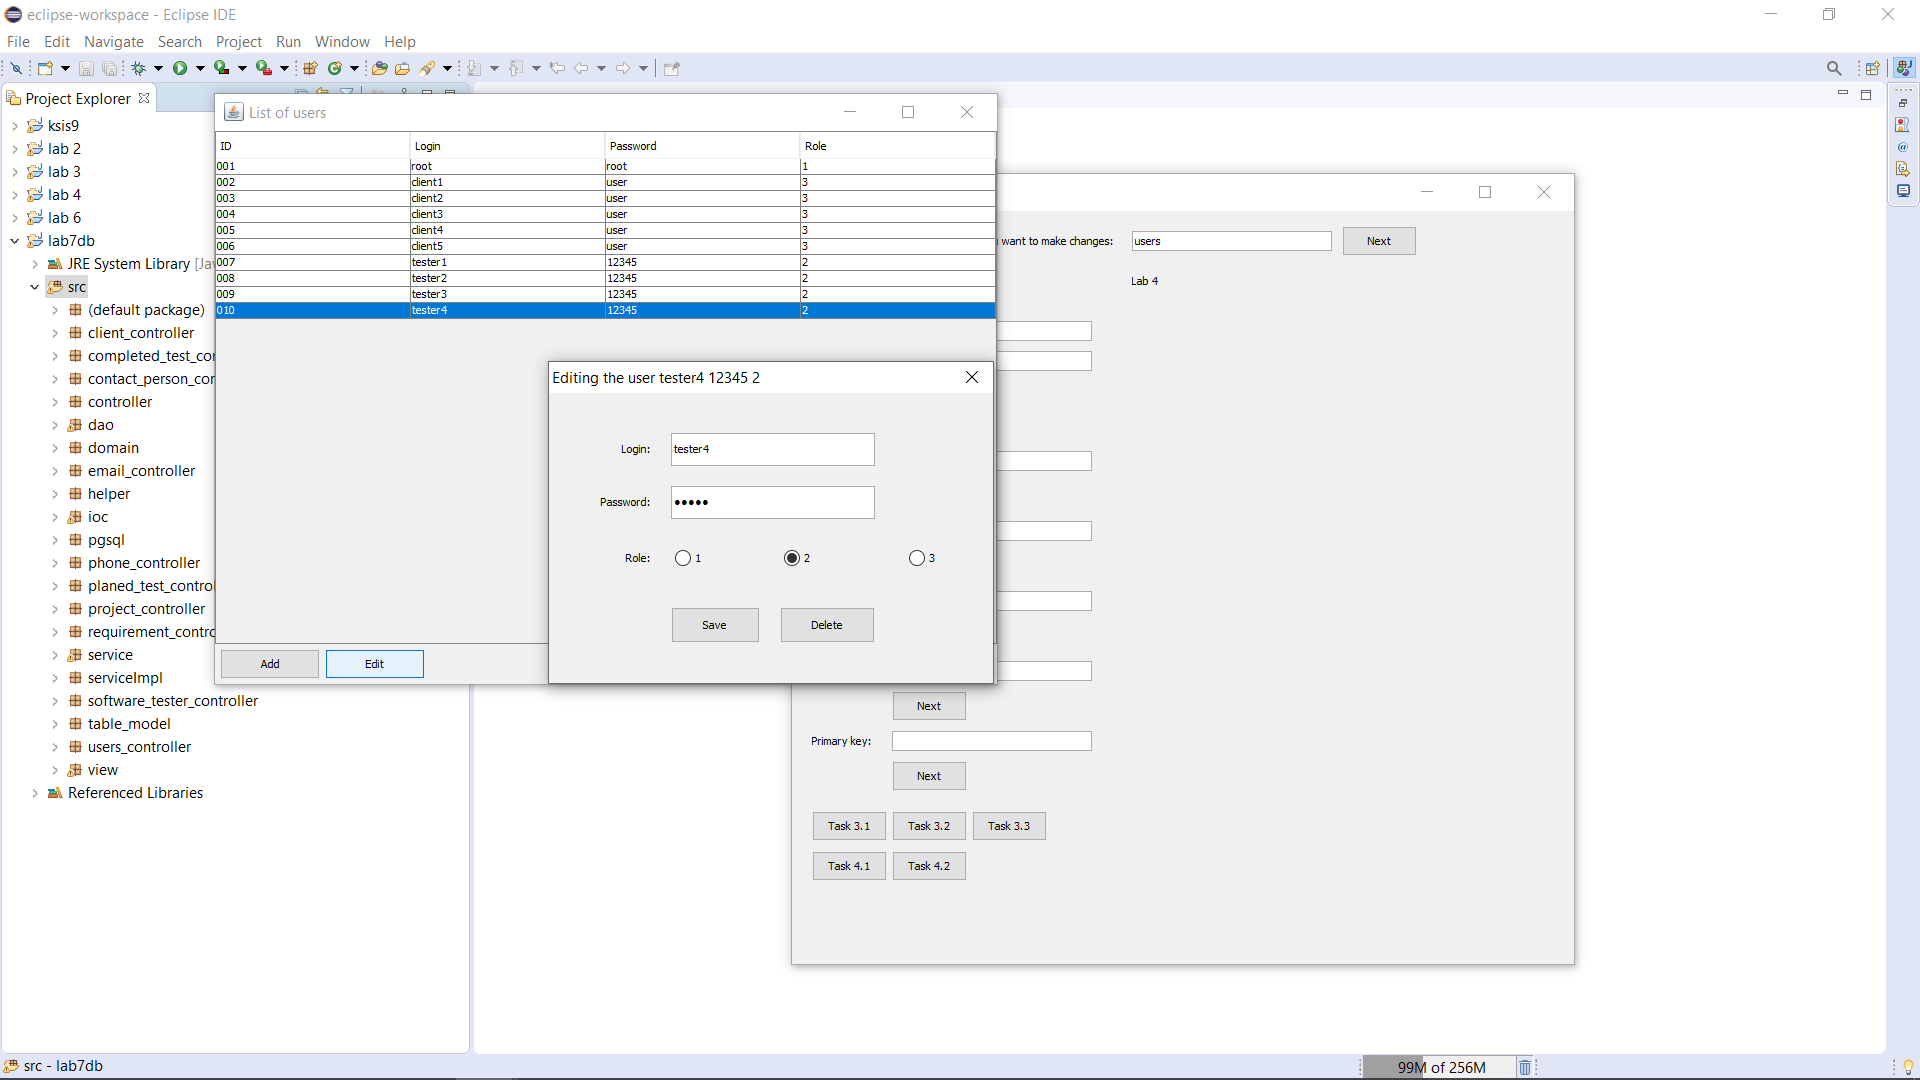 eclipse-workspace - Eclipse IDE
File Edit Navigate Search Project Run Window Help
Project Explorer
ksis9
lab 2
lab 3
lab 4
lab 6
lab7db
JRE System Library
src
(default package)
client_controller
completed_test_con
contact_person_con
controller
dao
domain
email_controller
helper
ioc
pgsql
phone_controller
planed_test_control
project_controller
requirement_contro
service
serviceImpl
software_tester_controller
table_model
users_controller
view
Referenced Libraries
List of users
ID Login Password Role
001 root root 1
002 client1 user 3
003 client2 user 3
004 client3 user 3
005 client4 user 3
006 client5 user 3
007 tester1 12345 2
008 tester2 12345 2
009 tester3 12345 2
010 tester4 12345 2
Add Edit
Editing the user tester4 12345 2
Login: tester4
Password: •••••
Role: 1 2 3
Save Delete
want to make changes: users Next
Lab 4
Next
Primary key:
Next
Task 3.1 Task 3.2 Task 3.3
Task 4.1 Task 4.2
src - lab7db
99M of 256M